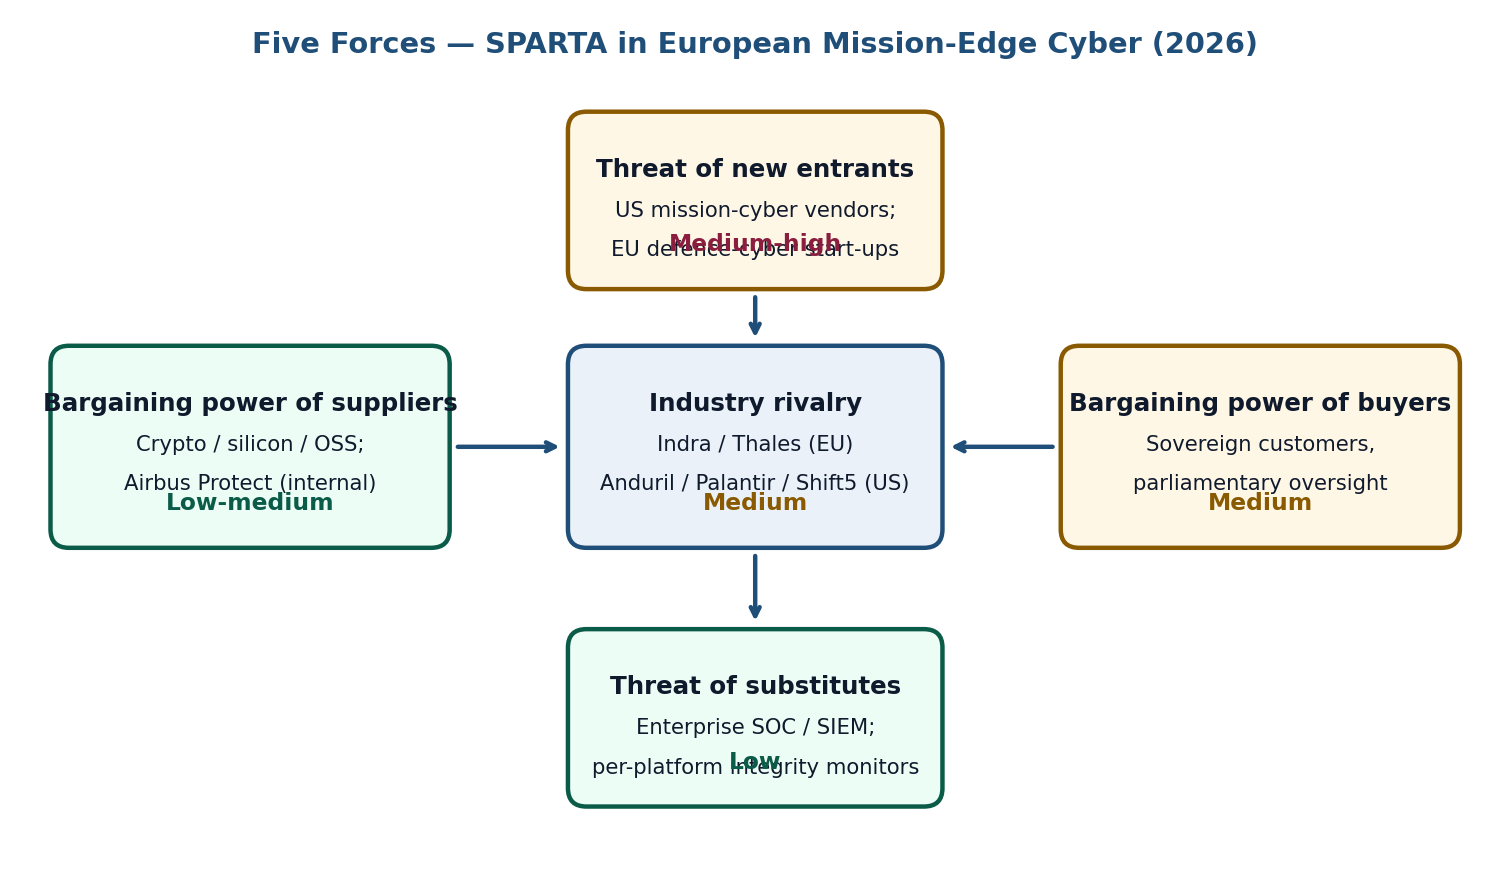 Five Forces — SPARTA in European Mission-Edge Cyber (2026)
Threat of new entrants
US mission-cyber vendors;
EU defence-cyber start-ups
Medium-high
Bargaining power of suppliers
Crypto / silicon / OSS;
Airbus Protect (internal)
Low-medium
Industry rivalry
Indra / Thales (EU)
Anduril / Palantir / Shift5 (US)
Medium
Bargaining power of buyers
Sovereign customers,
parliamentary oversight
Medium
Threat of substitutes
Enterprise SOC / SIEM;
per-platform integrity monitors
Low